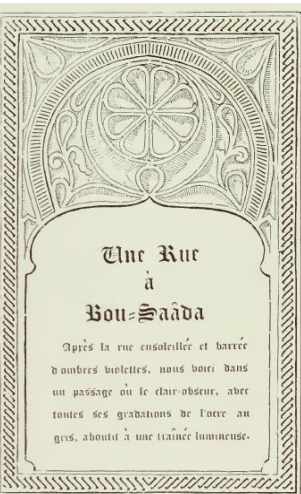 Une Rue
à
Bou=Saâda
Après la rue ensoleillée et barrée
d'ombres violettes, nous voici dans
un passage où le clair-obscur, avec
toutes ses gradations de l'ocre au
gris, aboutit à une traînée lumineuse.